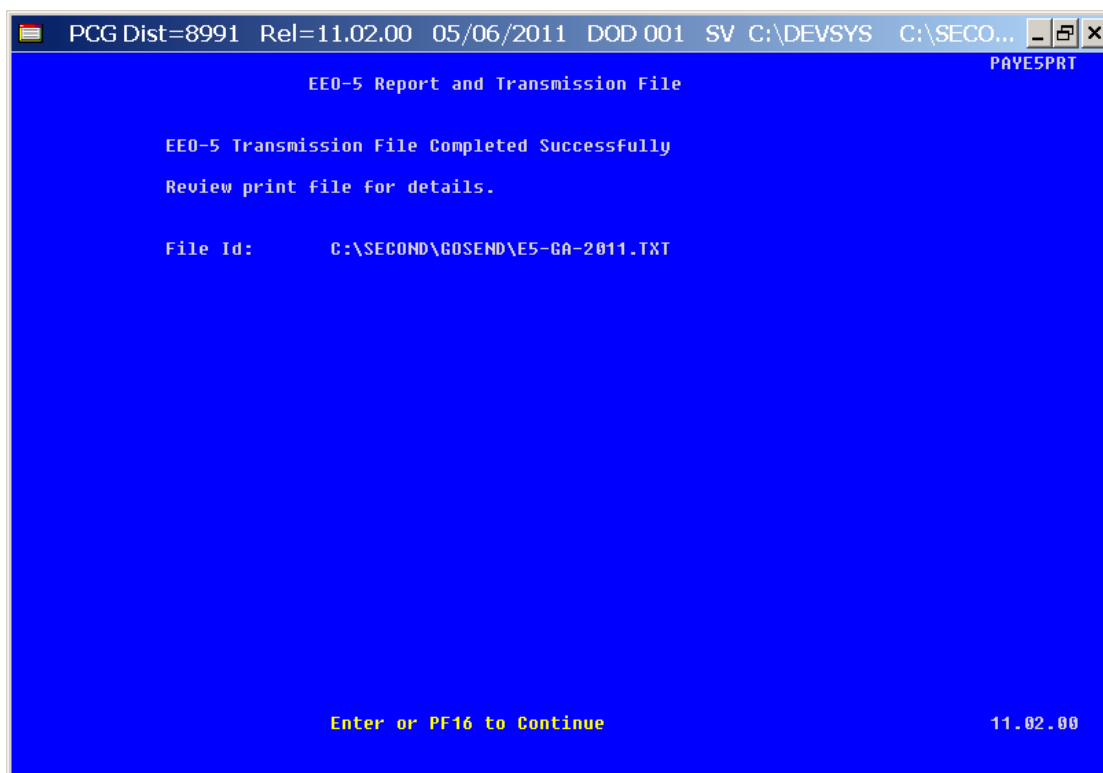 PCG Dist=8991 Rel=11.02.00 05/06/2011 DOD 001 SV C:\DEVSYS C:\SECO...
PAYE5PRT
EEO-5 Report and Transmission File
EEO-5 Transmission File Completed Successfully
Review print file for details.
File Id: C:\SECOND\GOSEND\E5-GA-2011.TXT
Enter or PF16 to Continue 11.02.00